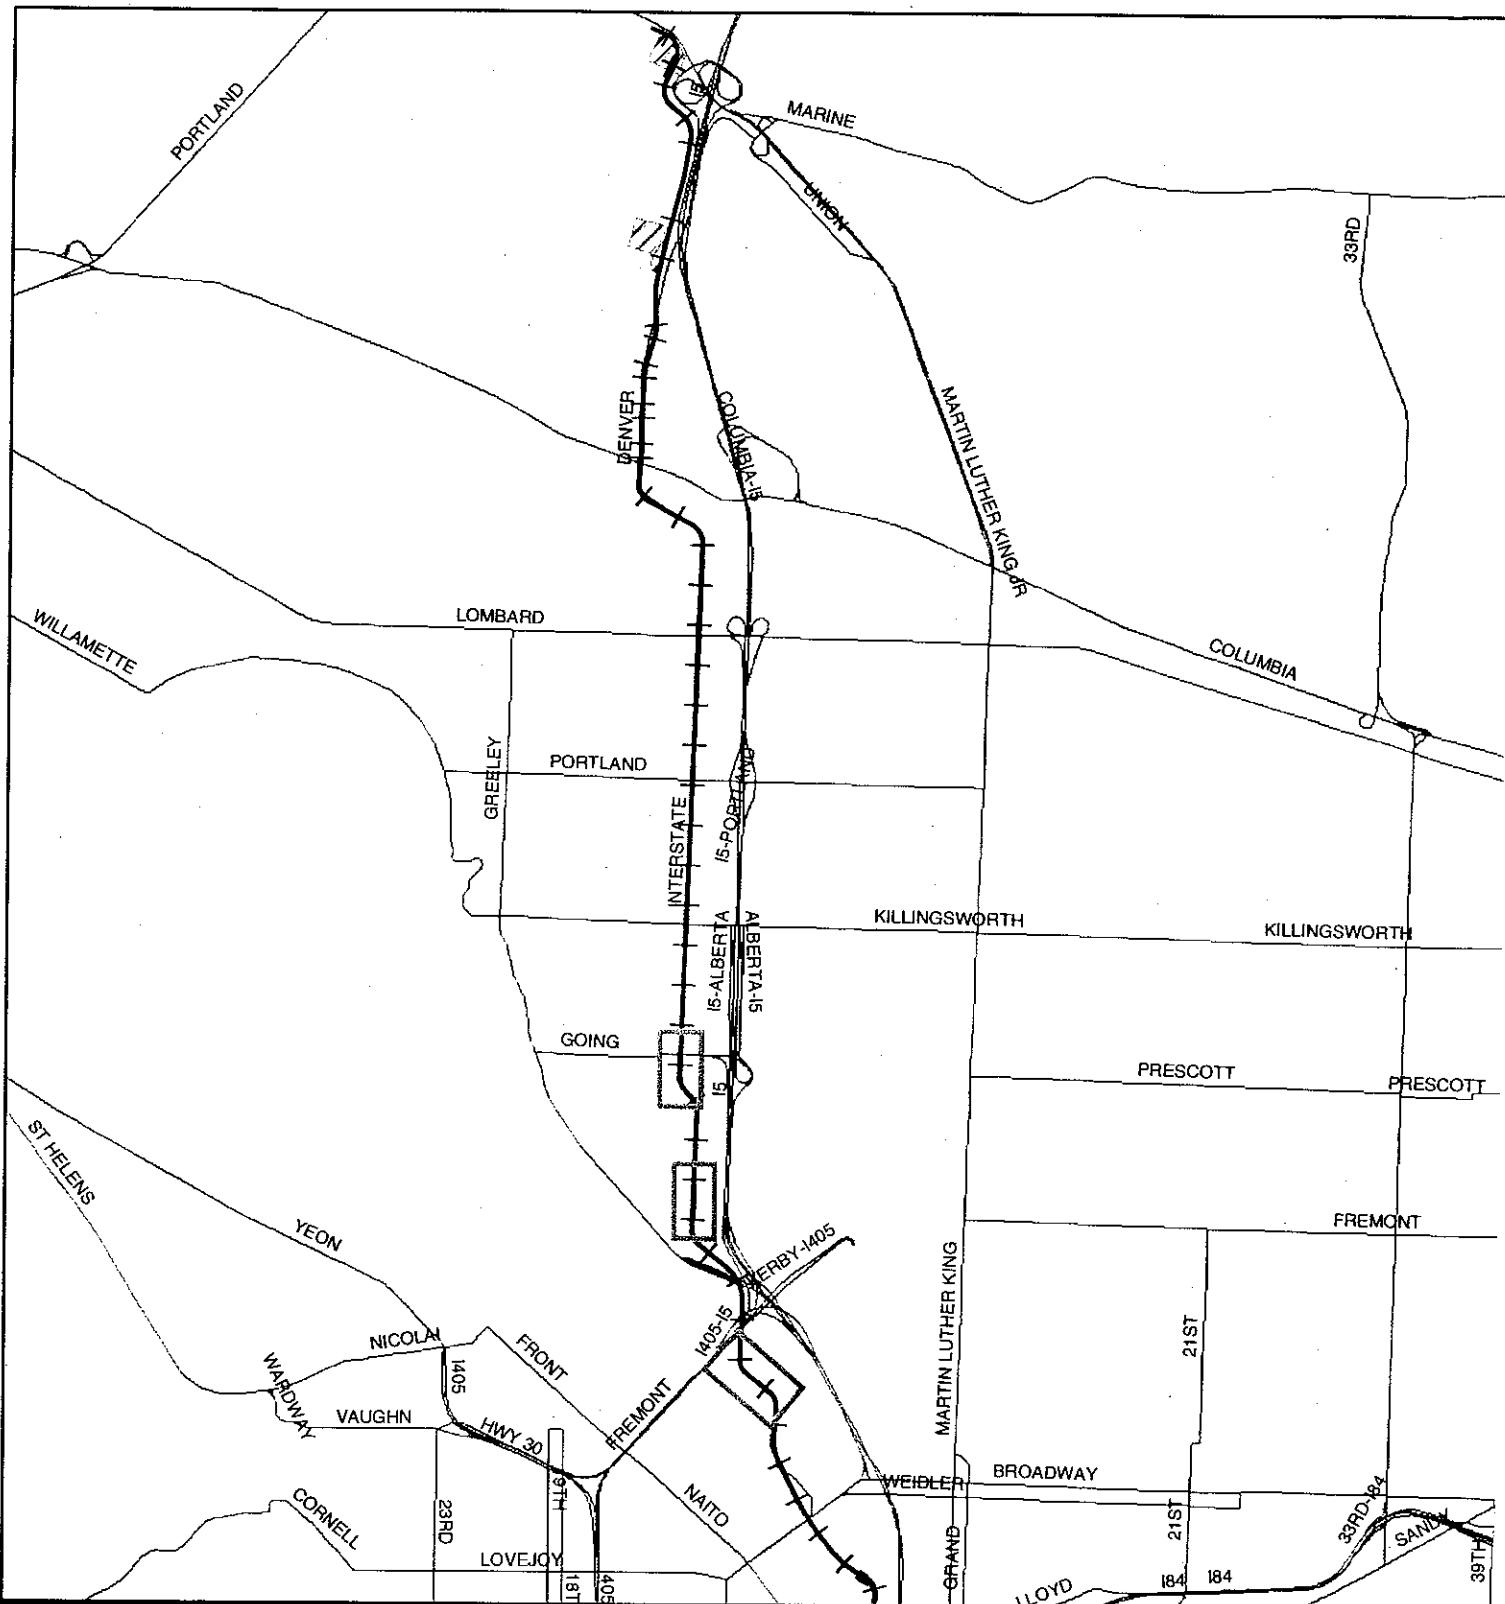 PORTLAND
I5
MARINE
UNION
33RD
DENVER
COLUMBIA-I5
MARTIN LUTHER KING JR
LOMBARD
WILLAMETTE
COLUMBIA
GREELEY
PORTLAND
I5-PORTLAND
INTERSTATE
I5-ALBERTA
ALBERTA-I5
KILLINGSWORTH
KILLINGSWORTH
GOING
I5
PRESCOTT
PRESCOTT
ST HELENS
YEON
FREMONT
KERBY-I405
I405-I5
MARTIN LUTHER KING
21ST
NICOLAI
FRONT
I405
WARDWAY
VAUGHN
HWY 30
FREMONT
9TH
NAITO
WEIDLER
BROADWAY
CORNELL
23RD
LOVEJOY
18T
405
GRAND
21ST
33RD-I84
SANDY
39TH
LLOYD
I84
I84